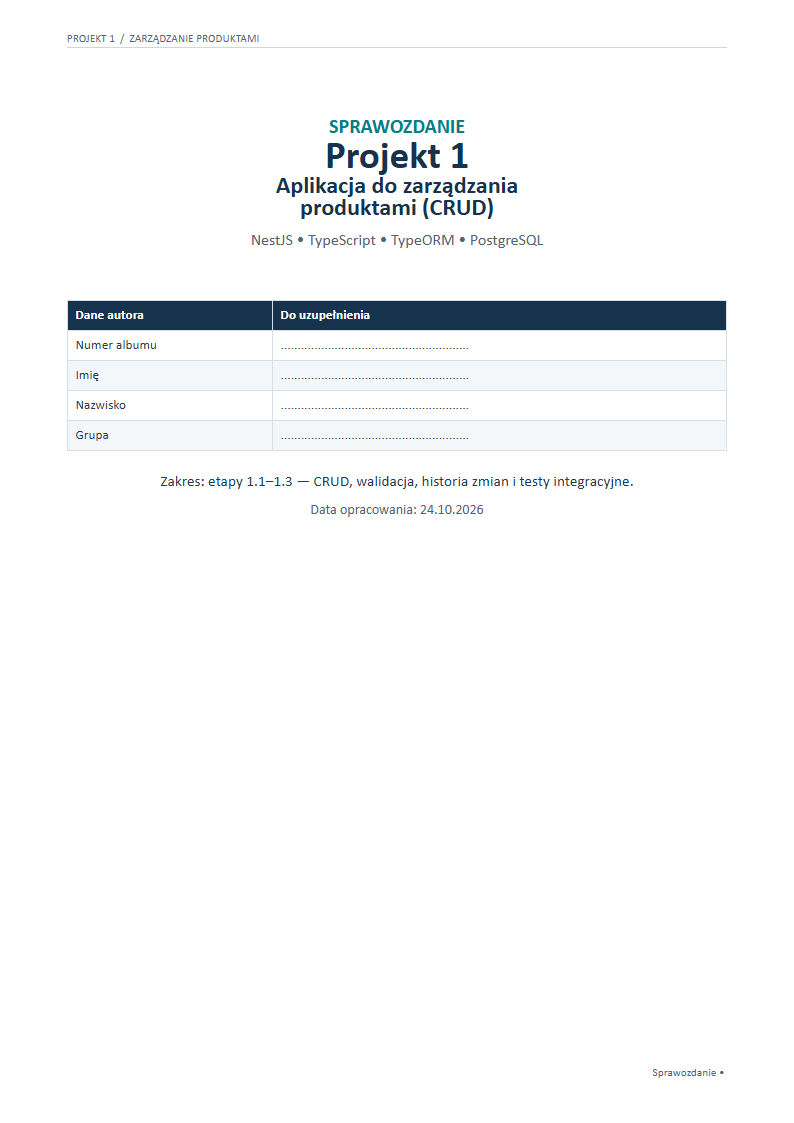 PROJEKT 1 / ZARZĄDZANIE PRODUKTAMI
SPRAWOZDANIE
Projekt 1
Aplikacja do zarządzania
produktami (CRUD)
NestJS • TypeScript • TypeORM • PostgreSQL
Dane autora Do uzupełnienia
Numer albumu ........................................................
Imię ........................................................
Nazwisko ........................................................
Grupa ........................................................
Zakres: etapy 1.1–1.3 — CRUD, walidacja, historia zmian i testy integracyjne.
Data opracowania: 24.10.2026
Sprawozdanie •